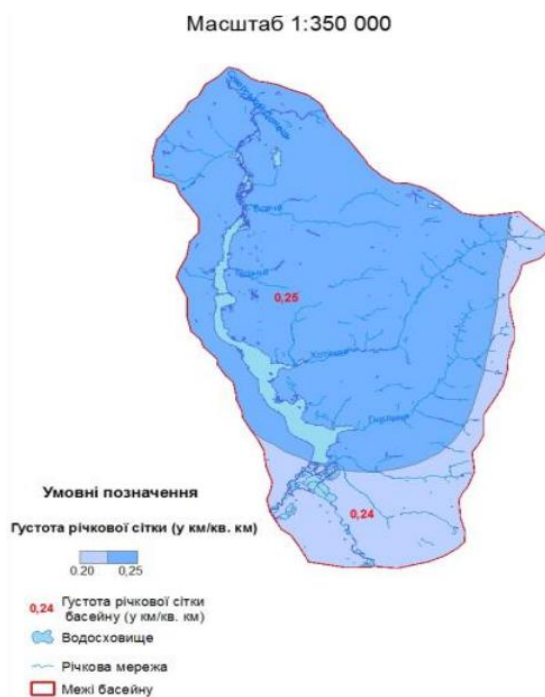 Масштаб 1:350 000
0,25
Хотімля
0,24
Умовні позначення
Густота річкової сітки (у км/кв. км)
0.20 0,25
0,24 Густота річкової сітки
басейну (у км/кв. км)
Водосховище
Річкова мережа
Межі басейну